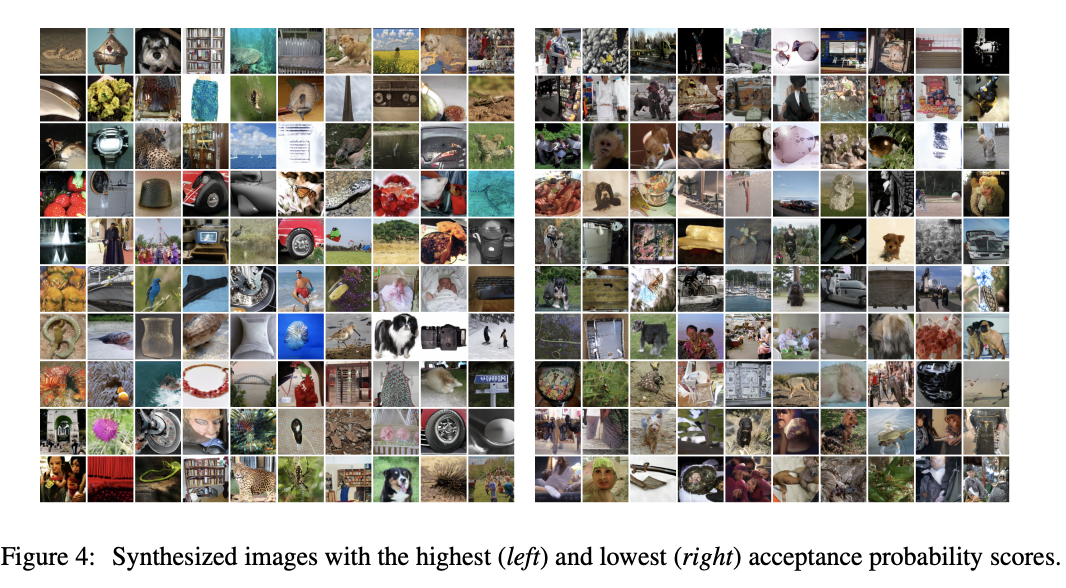 Figure 4: Synthesized images with the highest (left) and lowest (right) acceptance probability scores.